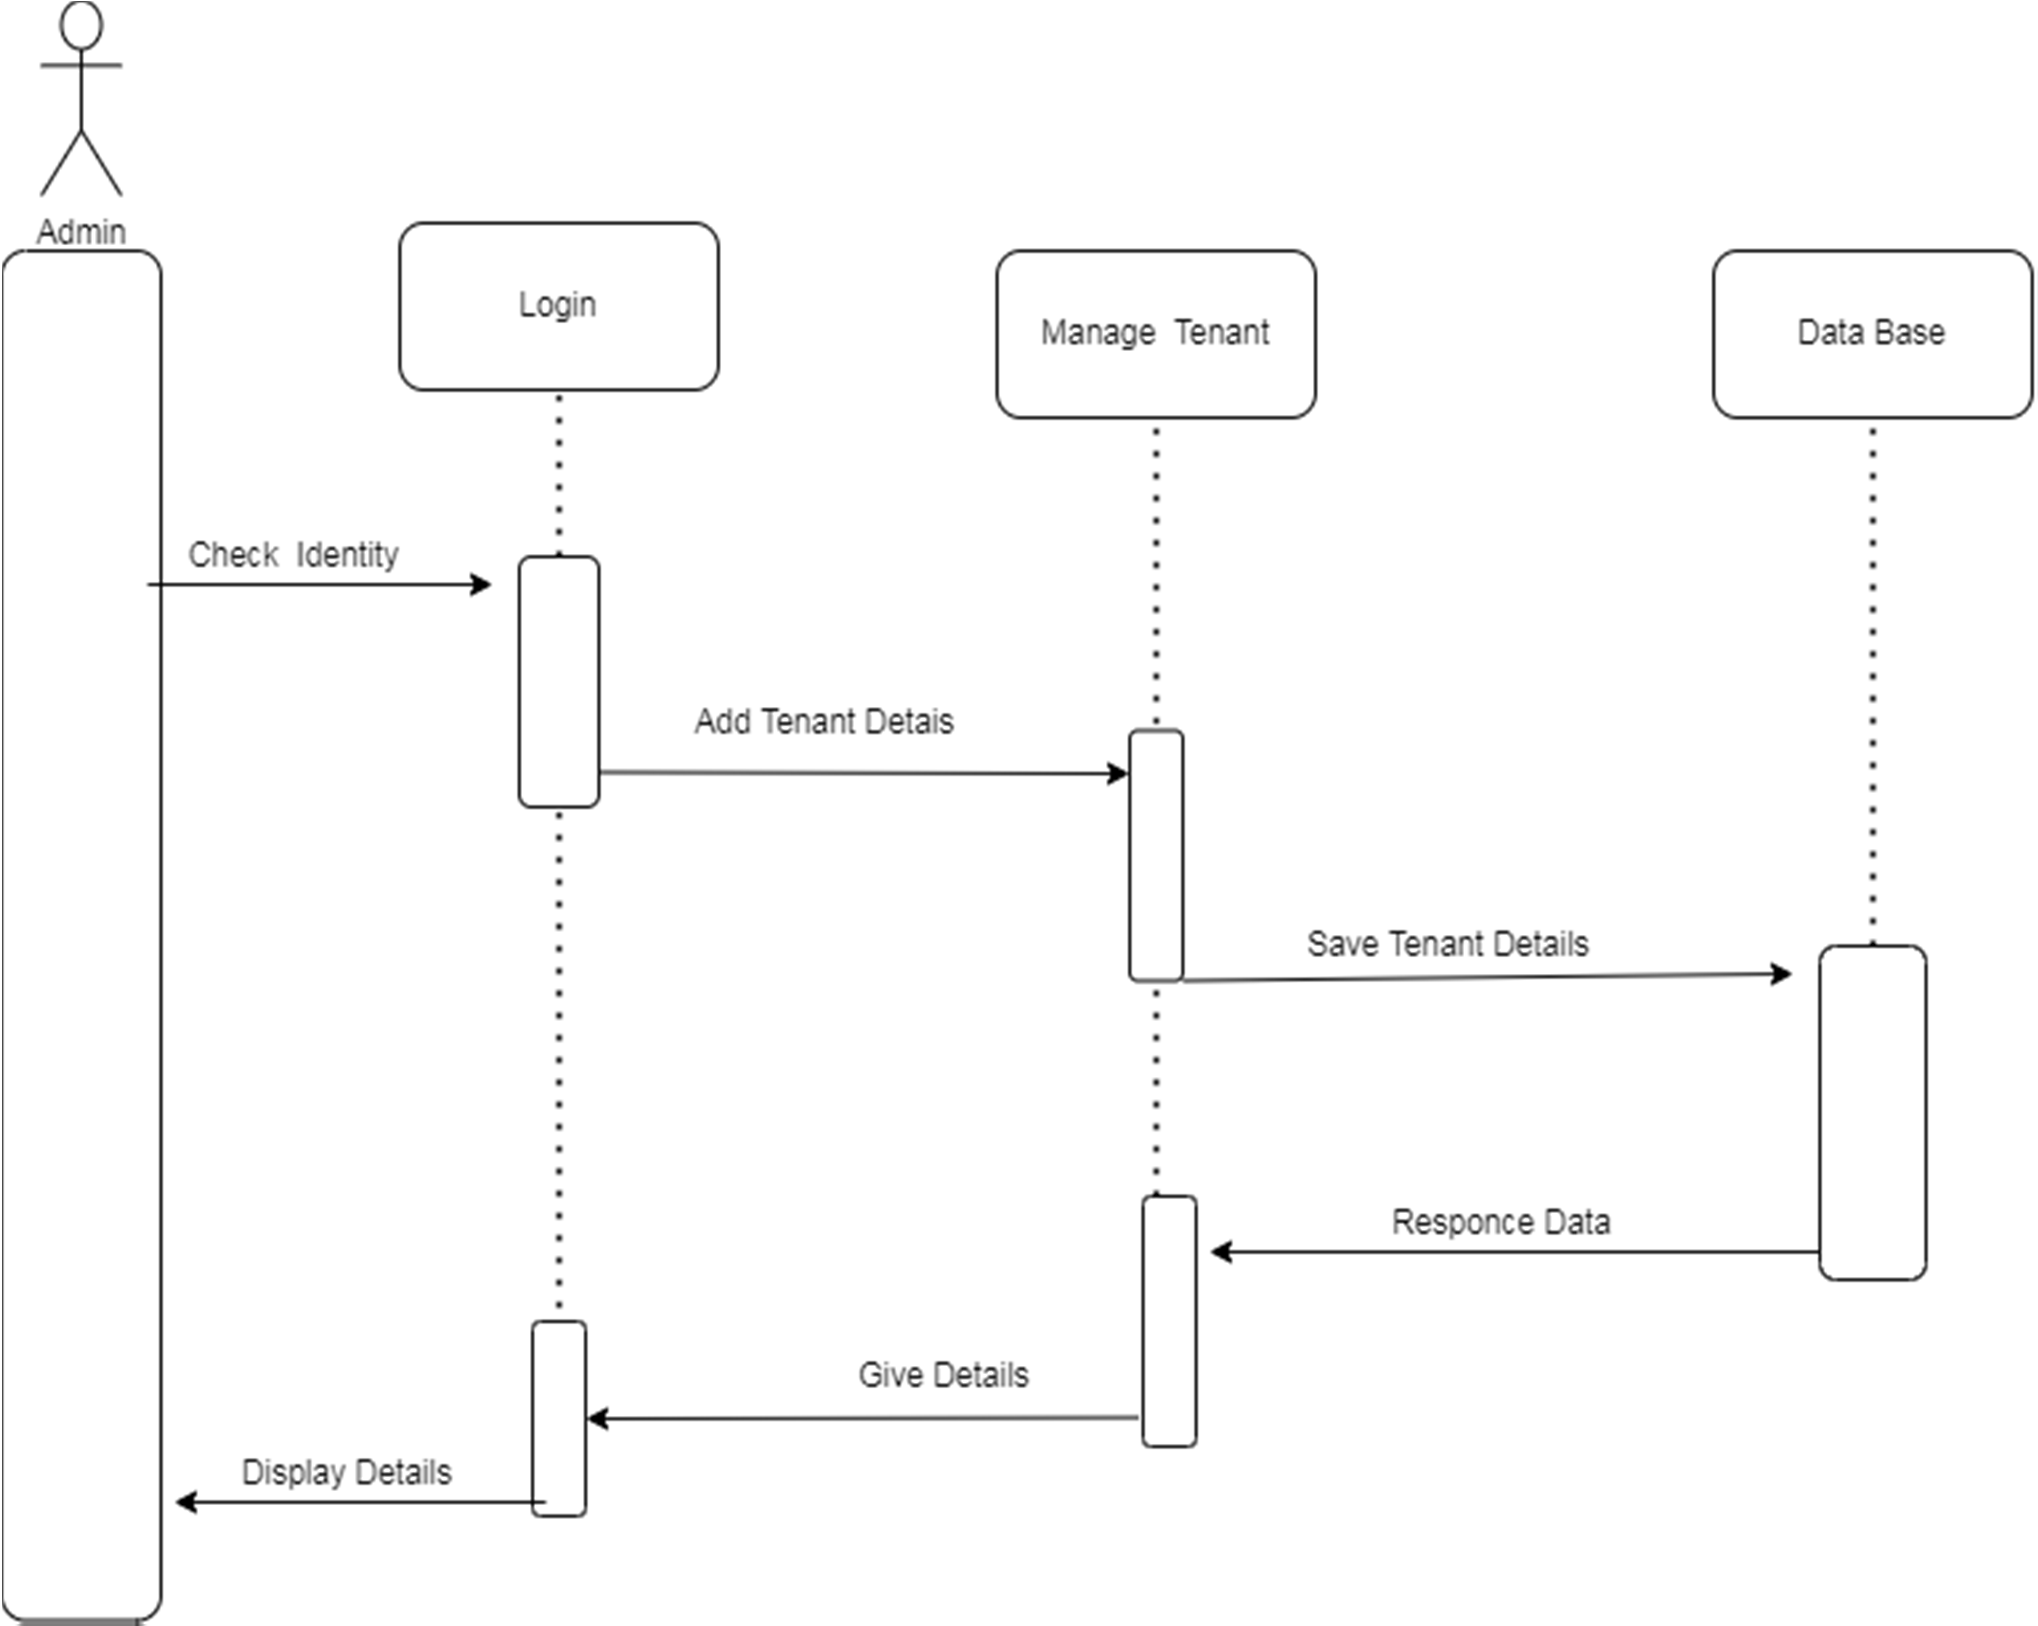 Admin
Login
Manage  Tenant
Data Base
Check  Identity
Add Tenant Detais
Save Tenant Details
Responce Data
Give Details
Display Details